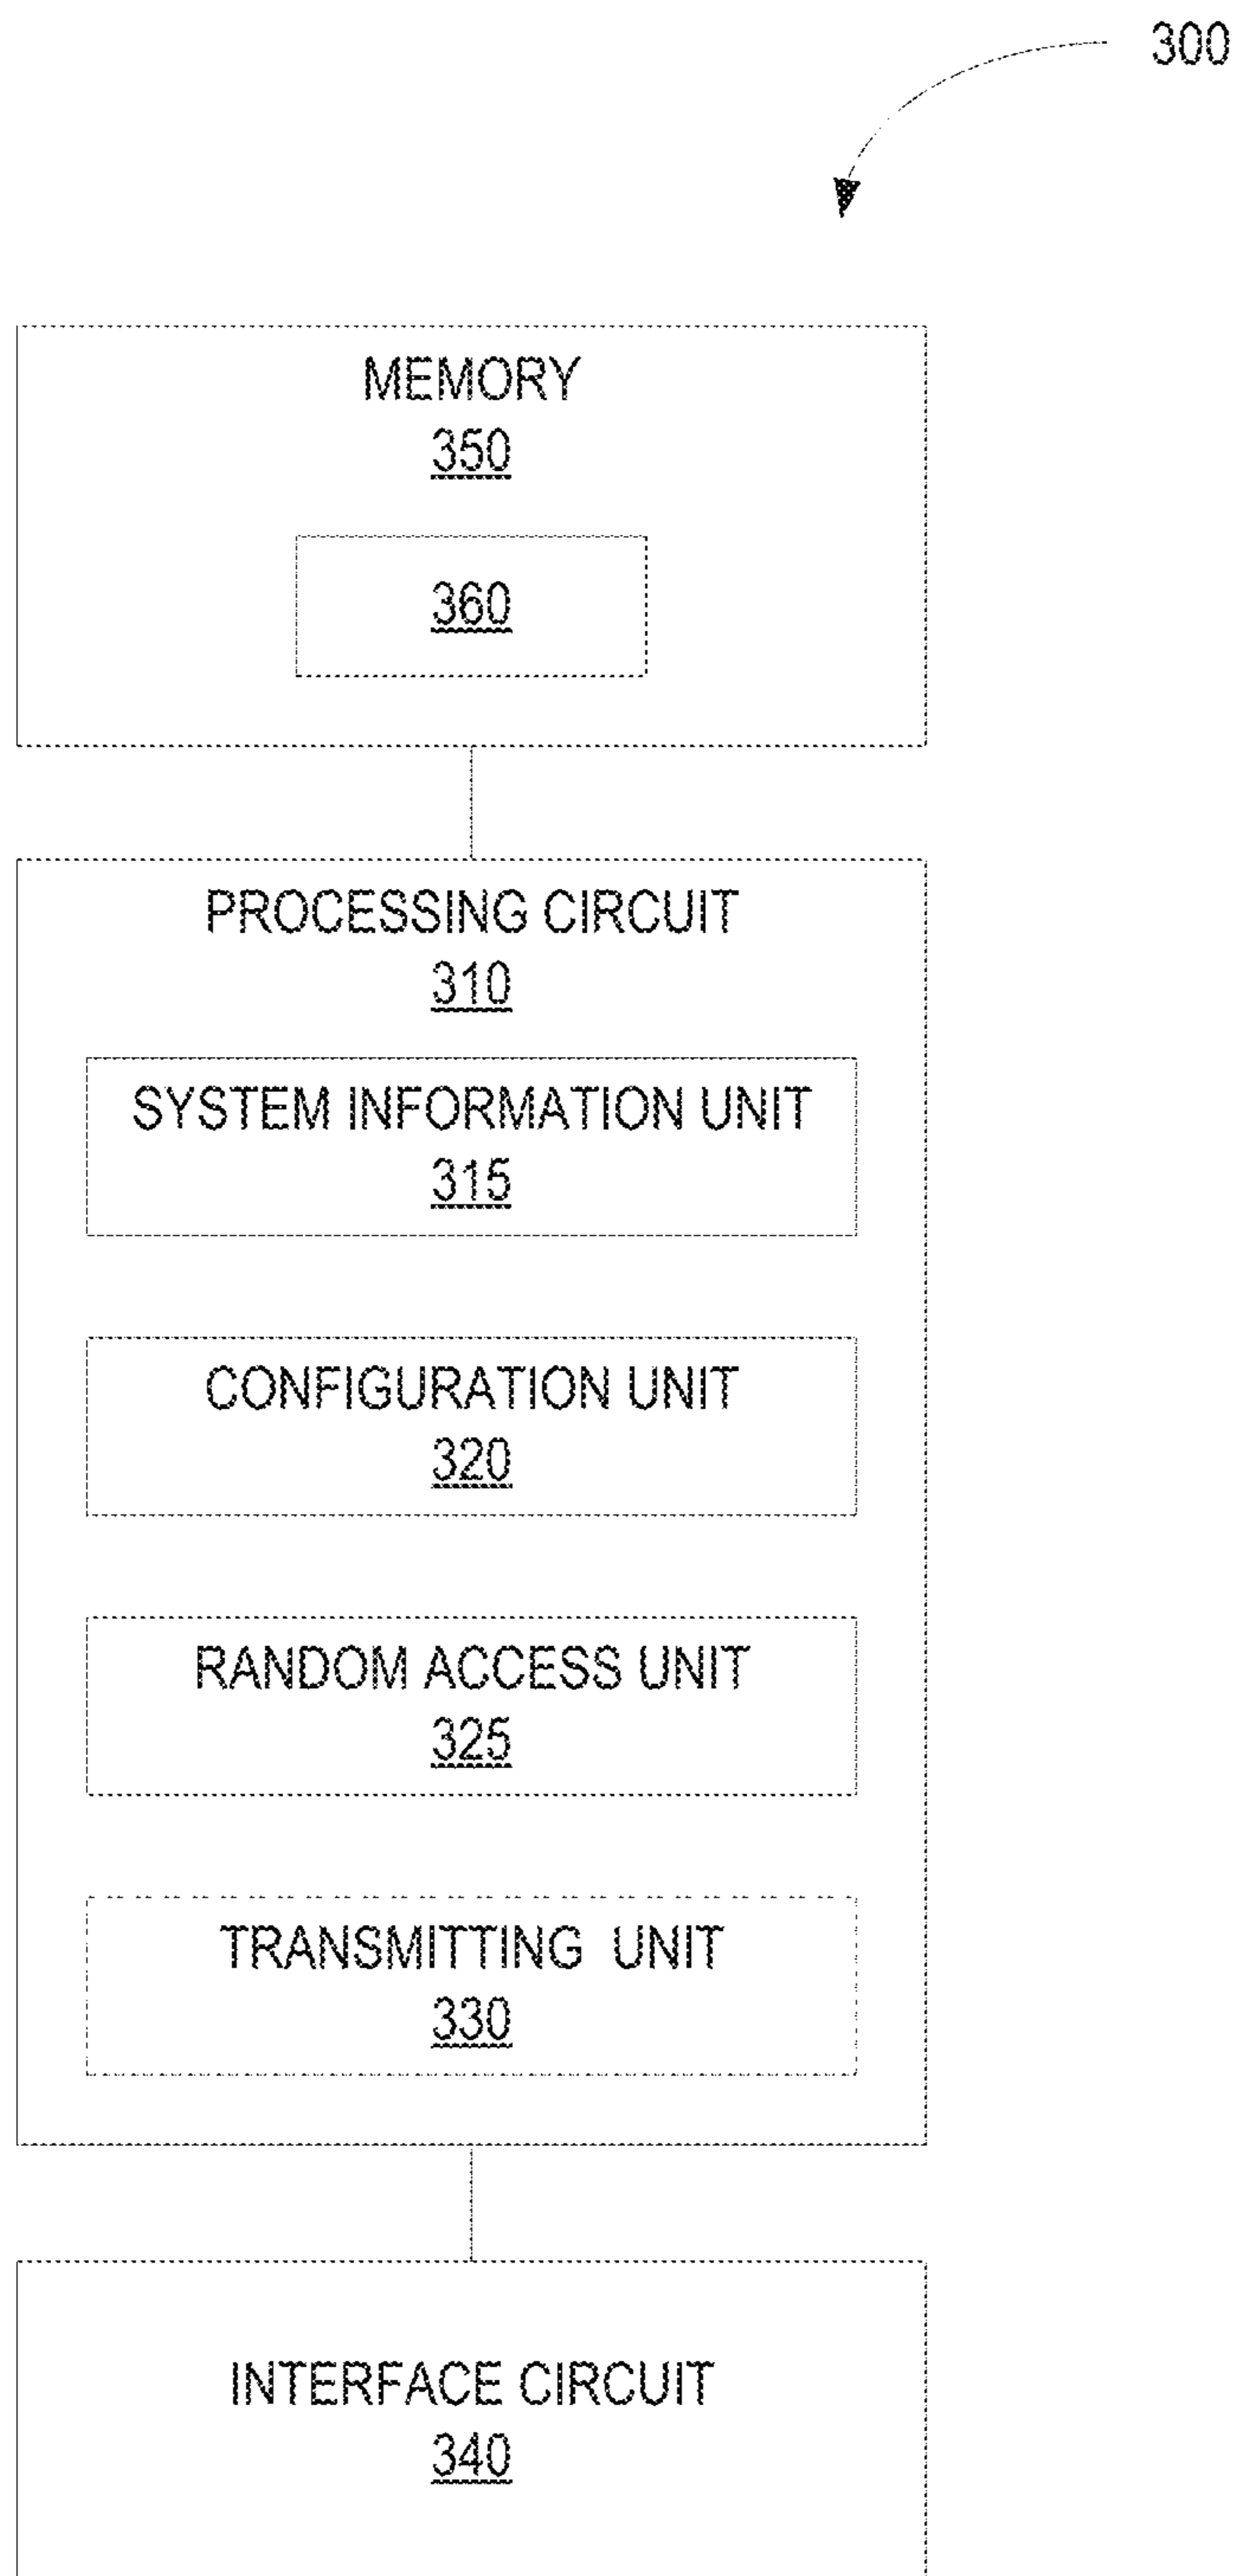 300
MEMORY
350
360
PROCESSING CIRCUIT
310
SYSTEM INFORMATION UNIT
315
CONFIGURATION UNIT
320
RANDOM ACCESS UNIT
325
TRANSMITTING UNIT
330
INTERFACE CIRCUIT
340